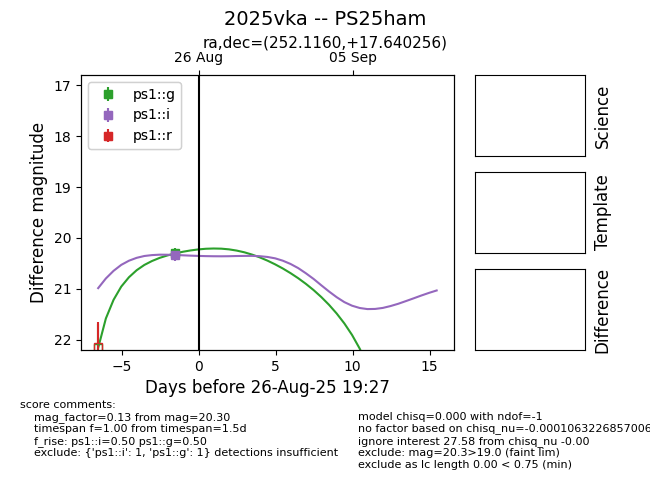 2025vka -- PS25ham
ra,dec=(252.1160,+17.640256)
26 Aug
05 Sep
ps1::g
ps1::i
ps1::r
17
18
19
20
21
22
Difference magnitude
−5
0
5
10
15
Days before 26-Aug-25 19:27
Science
Template
Difference
score comments:
mag_factor=0.13 from mag=20.30
timespan f=1.00 from timespan=1.5d
f_rise: ps1::i=0.50 ps1::g=0.50
exclude: {'ps1::i': 1, 'ps1::g': 1} detections insufficient
model chisq=0.000 with ndof=-1
no factor based on chisq_nu=-0.0001063226857006
ignore interest 27.58 from chisq_nu -0.00
exclude: mag=20.3>19.0 (faint lim)
exclude as lc length 0.00 < 0.75 (min)